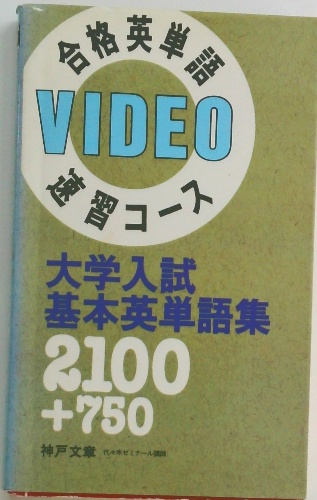 合格英単語
VIDEO
速習コース
大学入試
基本英単語集
2100
+750
神戸文章 代々木ゼミナール講師